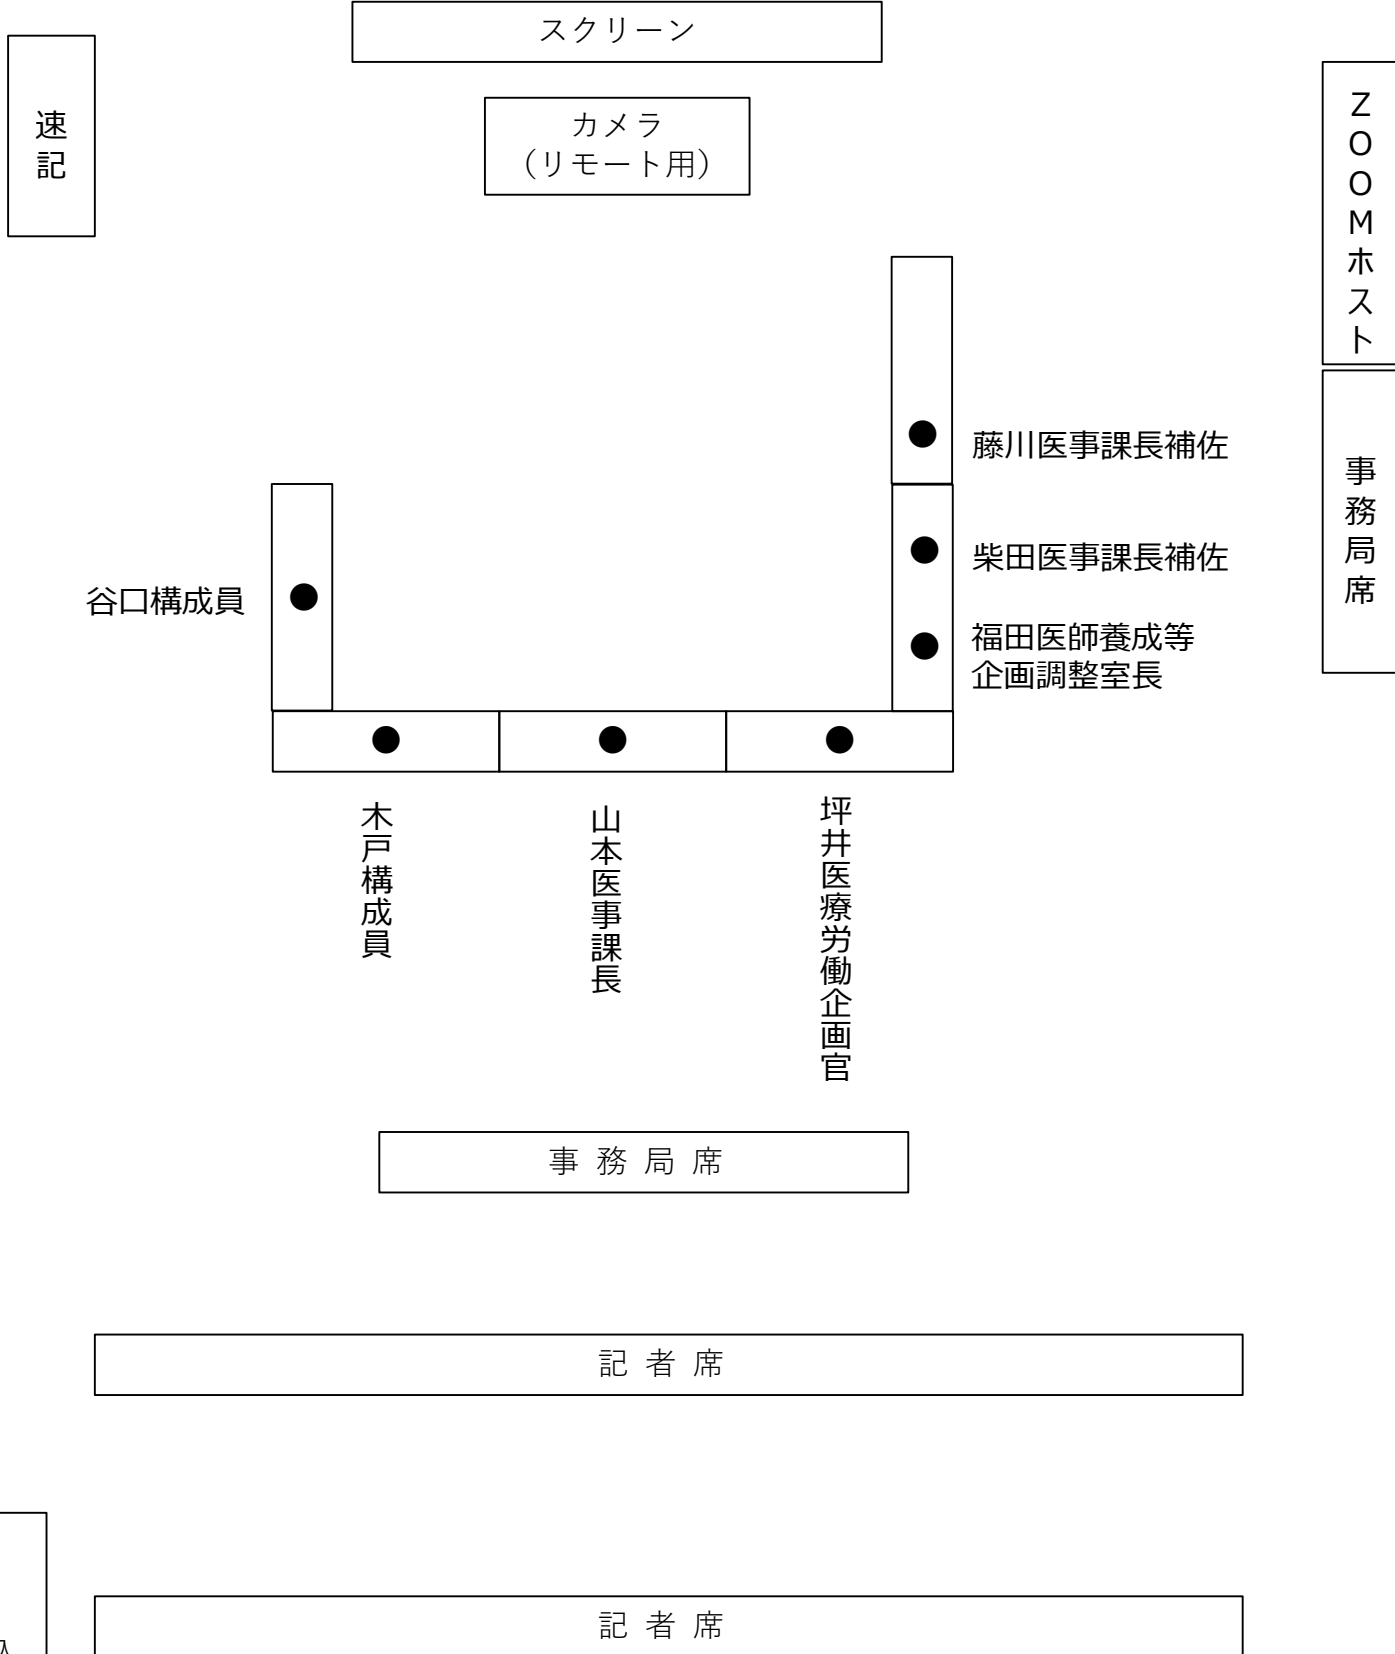 スクリーン
速記
カメラ
（リモート用）
ZOOMホスト
藤川医事課長補佐
事務局席
柴田医事課長補佐
谷口構成員
福田医師養成等
企画調整室長
木戸構成員
山本医事課長
坪井医療労働企画官
事務局席
記者席
記者席